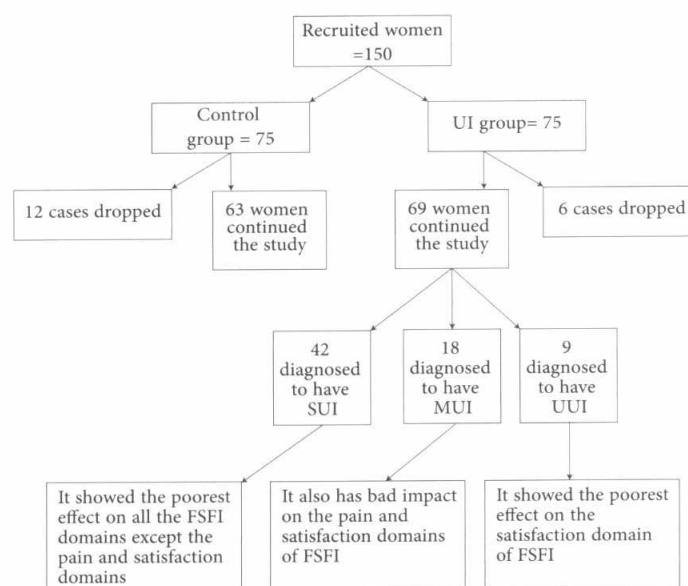 Recruited women
=150
Control
group = 75
UI group= 75
12 cases dropped
63 women
continued
the study
69 women
continued
the study
6 cases dropped
42
diagnosed
to have
SUI
18
diagnosed
to have
MUI
9
diagnosed
to have
UUI
It showed the poorest
effect on all the FSFI
domains except the
pain and satisfaction
domains
It also has bad impact
on the pain and
satisfaction domains
of FSFI
It showed the poorest
effect on the
satisfaction domain
of FSFI